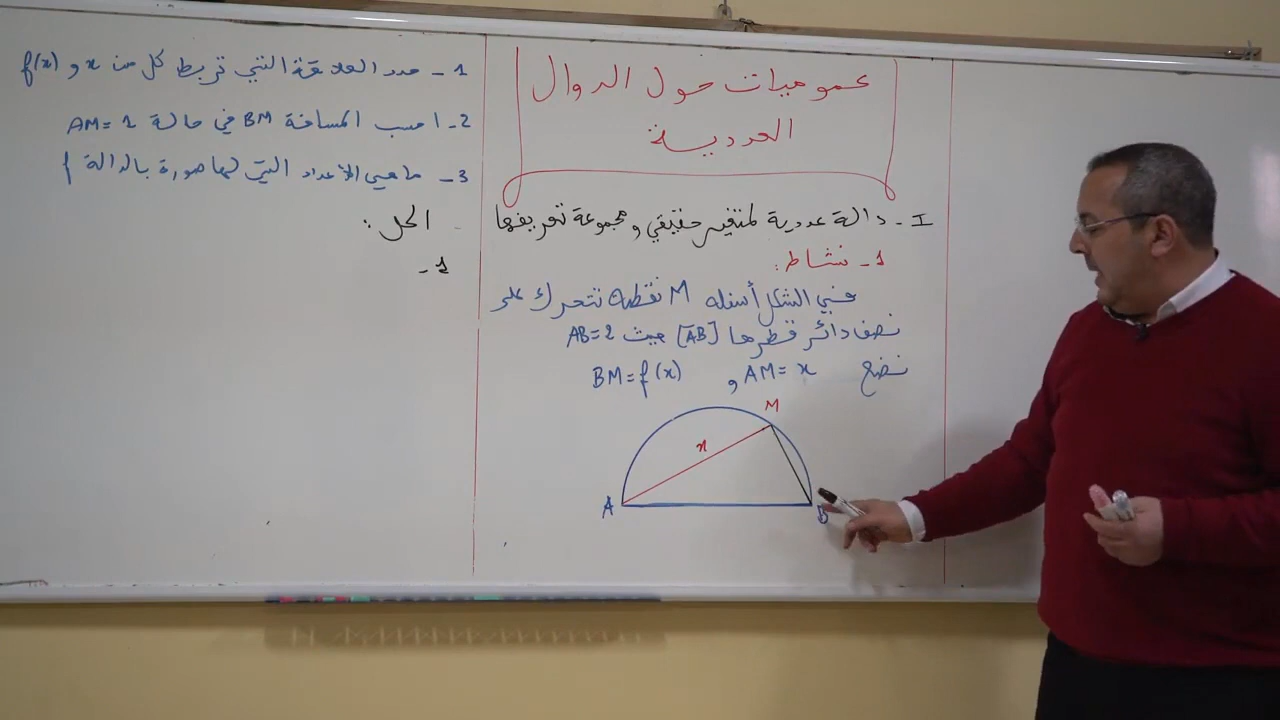 عموميات حول الدوال
العددية
I - دالة عددية لمتغير حقيقي و مجموعة تعريفها
1 - نشاط:
في الشكل أسفله M نقطة تتحرك على
نصف دائر قطرها [AB] حيث AB=2
نضع AM=x و BM=f(x)
M
x
A
B
1 - حدد العلاقة التي تربط كل من x و f(x)
2 - احسب المسافة BM في حالة AM=1
3 - ماهي الأعداد التي لها صورة بالدالة f
- الحل:
1 -